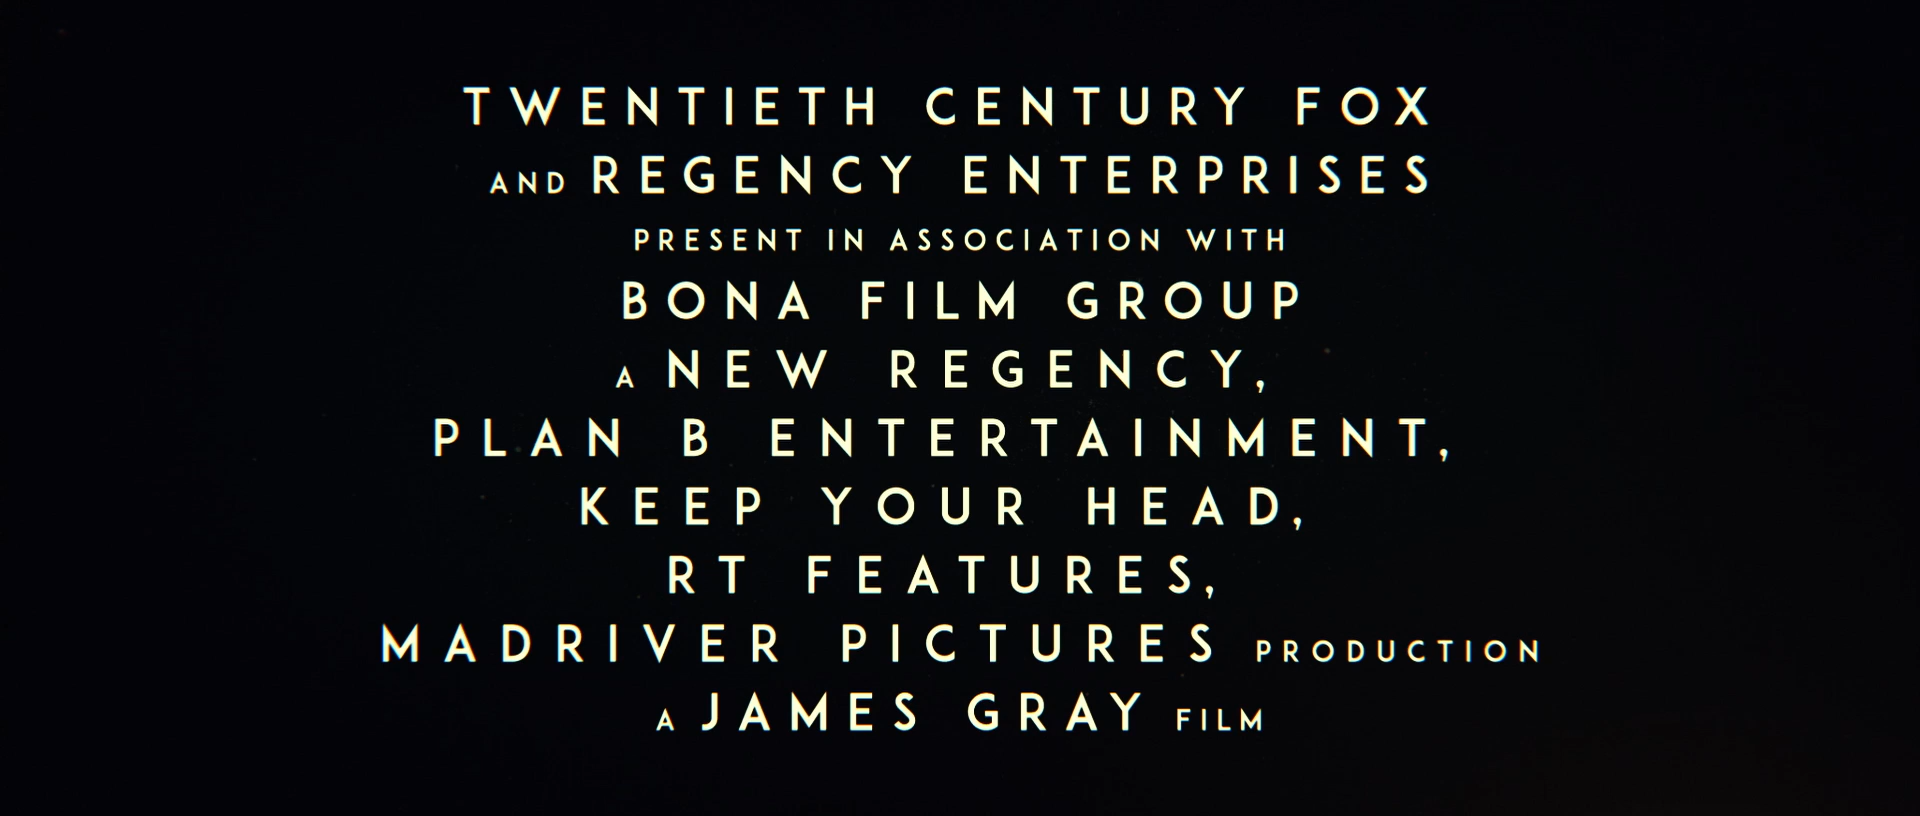 TWENTIETH CENTURY FOX
AND REGENCY ENTERPRISES
PRESENT IN ASSOCIATION WITH
BONA FILM GROUP
A NEW REGENCY,
PLAN B ENTERTAINMENT,
KEEP YOUR HEAD,
RT FEATURES,
MADRIVER PICTURES PRODUCTION
A JAMES GRAY FILM